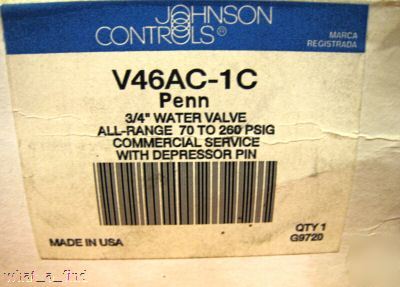 JOHNSON
CONTROLS®
MARCA
REGISTRADA
V46AC-1C
Penn
3/4" WATER VALVE
ALL-RANGE 70 TO 260 PSIG
COMMERCIAL SERVICE
WITH DEPRESSOR PIN
QTY 1
MADE IN USA
G9720
what_a_find